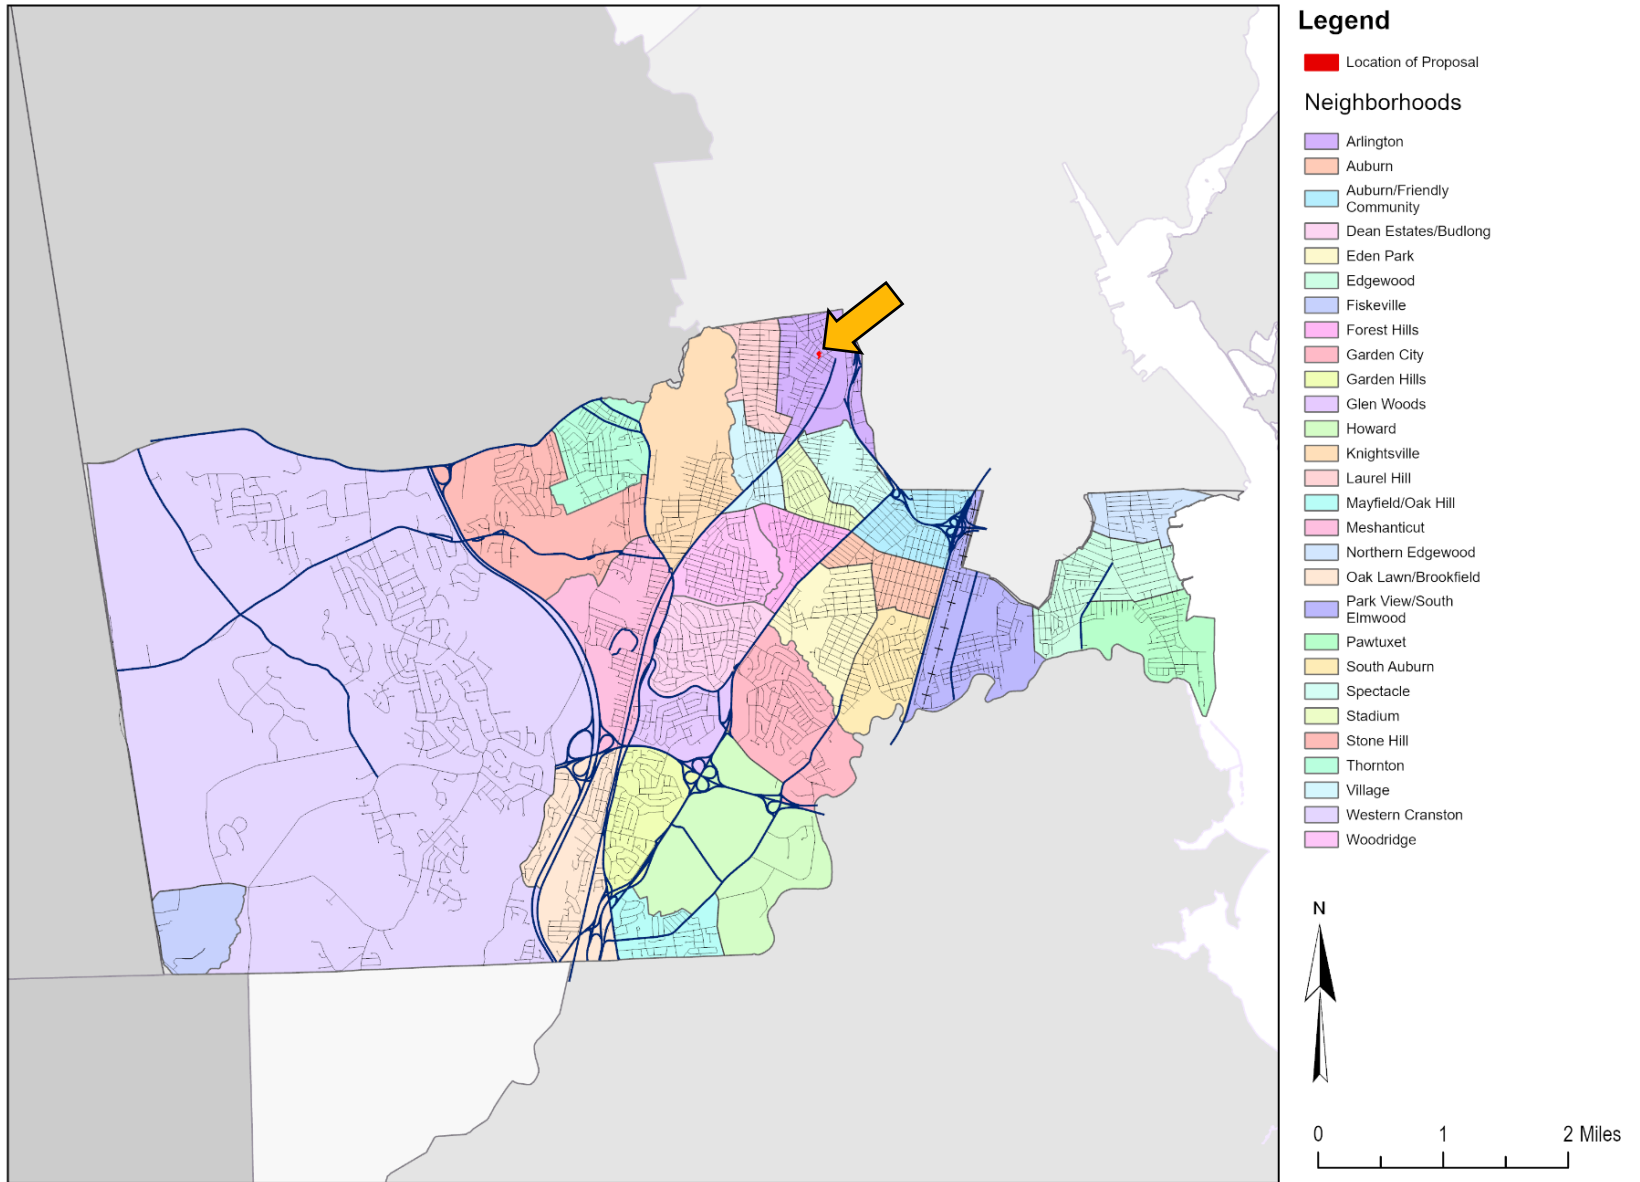 Legend
Location of Proposal
Neighborhoods
Arlington
Auburn
Auburn/Friendly
Community
Dean Estates/Budlong
Eden Park
Edgewood
Fiskeville
Forest Hills
Garden City
Garden Hills
Glen Woods
Howard
Knightsville
Laurel Hill
Mayfield/Oak Hill
Meshanticut
Northern Edgewood
Oak Lawn/Brookfield
Park View/South
Elmwood
Pawtuxet
South Auburn
Spectacle
Stadium
Stone Hill
Thornton
Village
Western Cranston
Woodridge
N
0 1 2 Miles